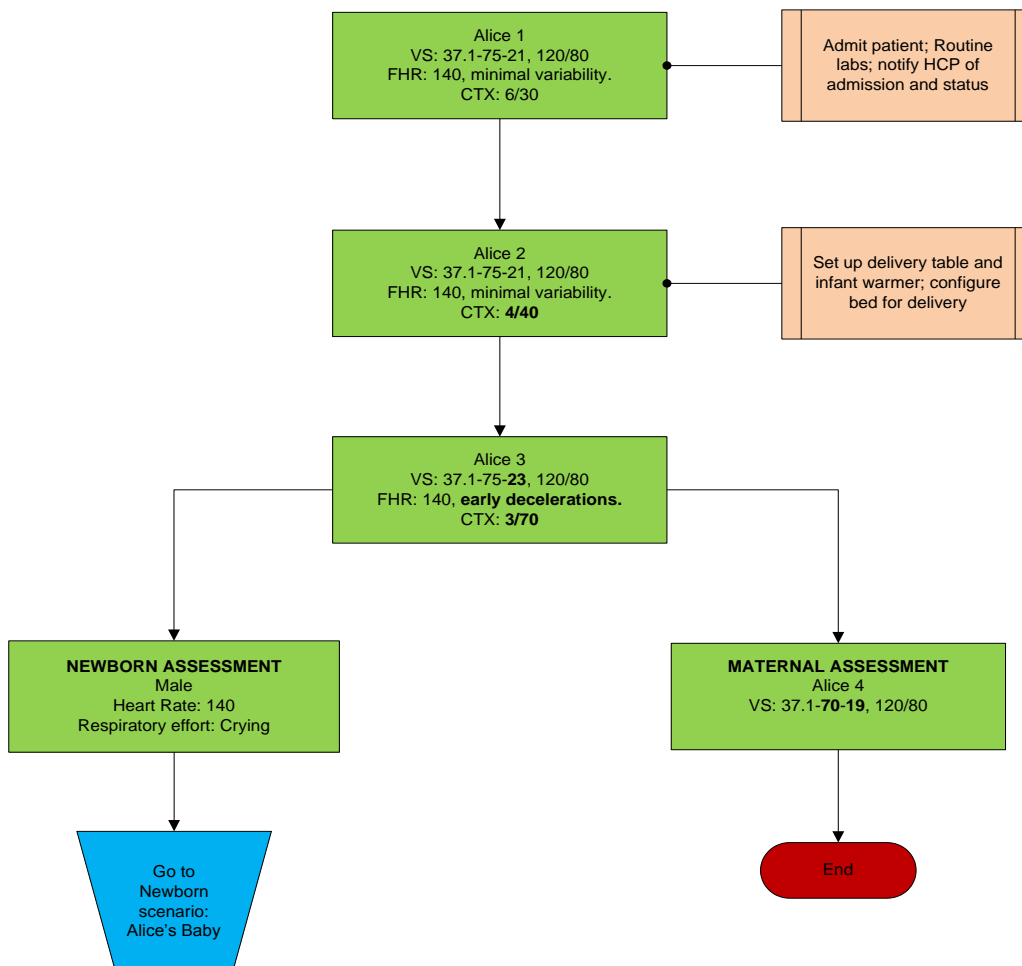 Alice 1
VS: 37.1-75-21, 120/80
FHR: 140, minimal variability.
CTX: 6/30
Admit patient; Routine
labs; notify HCP of
admission and status
Alice 2
VS: 37.1-75-21, 120/80
FHR: 140, minimal variability.
CTX: 4/40
Set up delivery table and
infant warmer; configure
bed for delivery
Alice 3
VS: 37.1-75-23, 120/80
FHR: 140, early decelerations.
CTX: 3/70
NEWBORN ASSESSMENT
Male
Heart Rate: 140
Respiratory effort: Crying
MATERNAL ASSESSMENT
Alice 4
VS: 37.1-70-19, 120/80
Go to
Newborn
scenario:
Alice’s Baby
End